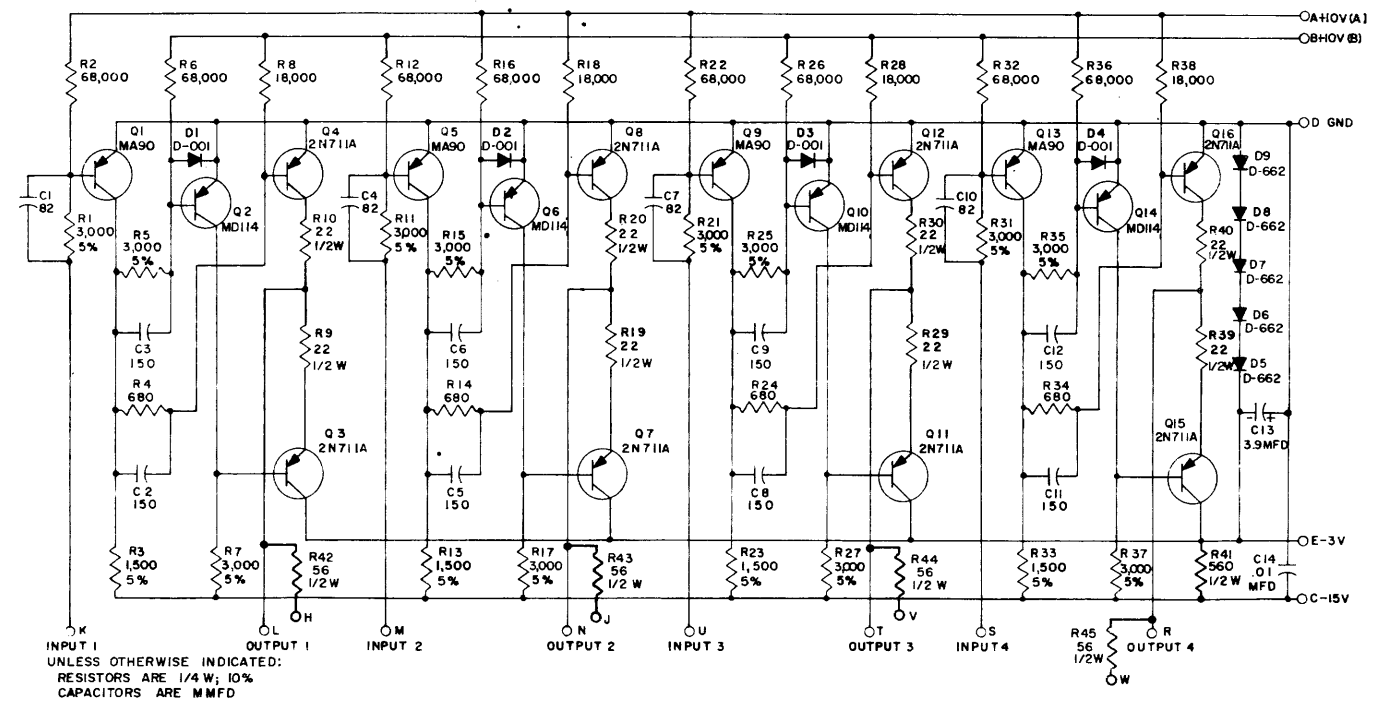 A+10V(A)
B+10V(B)
R2
68,000
R6
68,000
R8
18,000
R12
68,000
R16
68,000
R18
18,000
R22
68,000
R26
68,000
R28
18,000
R32
68,000
R36
68,000
R38
18,000
D GND
Q1
MA90
D1
D-001
Q4
2N711A
Q5
MA90
D2
D-001
Q8
2N711A
Q9
MA90
D3
D-001
Q12
2N711A
Q13
MA90
D4
D-001
Q16
2N711A
D9
D-662
C1
82
R1
3,000
5%
Q2
MD114
R10
22
1/2W
C4
82
R11
3,000
5%
Q6
MD114
R20
22
1/2W
C7
82
R21
3,000
5%
Q10
MD114
R30
22
1/2W
C10
82
R31
3,000
5%
Q14
MD114
R40
22
1/2W
D8
D-662
R5
3,000
5%
R15
3,000
5%
R25
3,000
5%
R35
3,000
5%
D7
D-662
C3
150
R9
22
1/2W
C6
150
R19
22
1/2W
C9
150
R29
22
1/2W
C12
150
R39
22
1/2W
D6
D-662
D5
D-662
R4
680
R14
680
R24
680
R34
680
- +
C13
3.9MFD
Q3
2N711A
Q7
2N711A
Q11
2N711A
Q15
2N711A
C2
150
C5
150
C8
150
C11
150
E-3V
R3
1,500
5%
R7
3,000
5%
R42
56
1/2W
R13
1,500
5%
R17
3,000
5%
R43
56
1/2W
R23
1,500
5%
R27
3,000
5%
R44
56
1/2W
R33
1,500
5%
R37
3,000
5%
R41
560
1/2W
C14
.01
MFD
C-15V
H
J
V
K
INPUT 1
L
OUTPUT 1
M
INPUT 2
N
OUTPUT 2
U
INPUT 3
T
OUTPUT 3
S
INPUT 4
R45
56
1/2W
R
OUTPUT 4
W
UNLESS OTHERWISE INDICATED:
RESISTORS ARE 1/4 W; 10%
CAPACITORS ARE MMFD